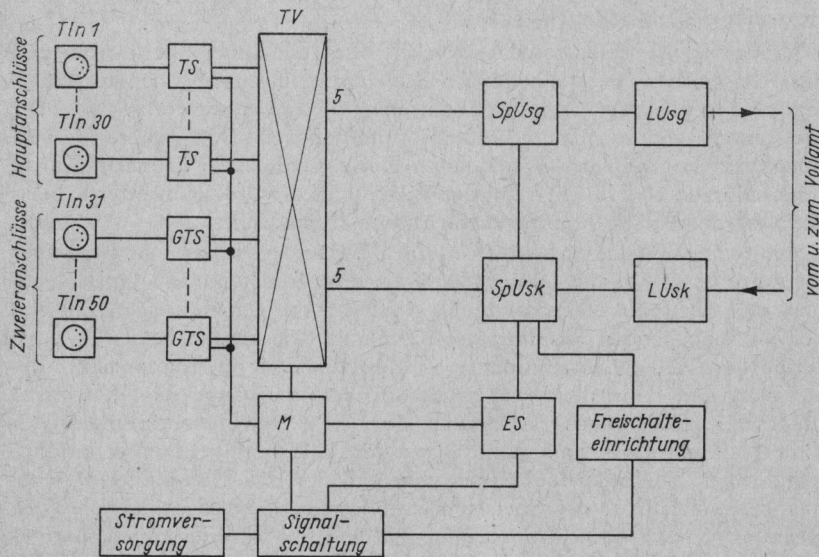 TV
Tln 1
TS
Hauptanschlüsse
Tln 30
TS
5
SpUsg
LUsg
Tln 31
GTS
Zweieranschlüsse
Tln 50
GTS
5
SpUsk
LUsk
vom u. zum Vollamt
M
ES
Freischalte-
einrichtung
Stromver-
sorgung
Signal-
schaltung